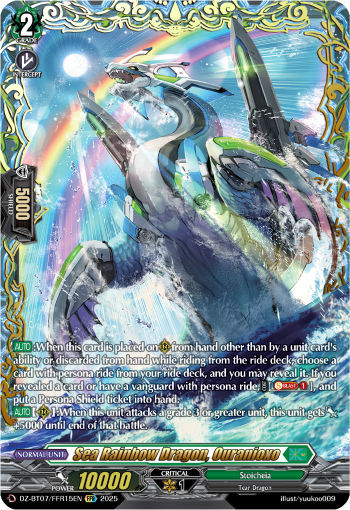 2
GRADE
INTERCEPT
5000
SHIELD
AUTO:When this card is placed on R from hand other than by a unit card's
ability or discarded from hand while riding from the ride deck, choose a
card with persona ride from your ride deck, and you may reveal it. If you
revealed a card or have a vanguard with persona ride, COST [S-BLAST 1], and
put a Persona Shield ticket into hand.
AUTO [R]:When this unit attacks a grade 3 or greater unit, this unit gets
+5000 until end of that battle.
NORMAL UNIT
Sea Rainbow Dragon, Ouranioxo
POWER 10000
CRITICAL
1
Stoicheia
Tear Dragon
DZ-BT07/FFR15EN FFR 2025
illust/yuukoo009